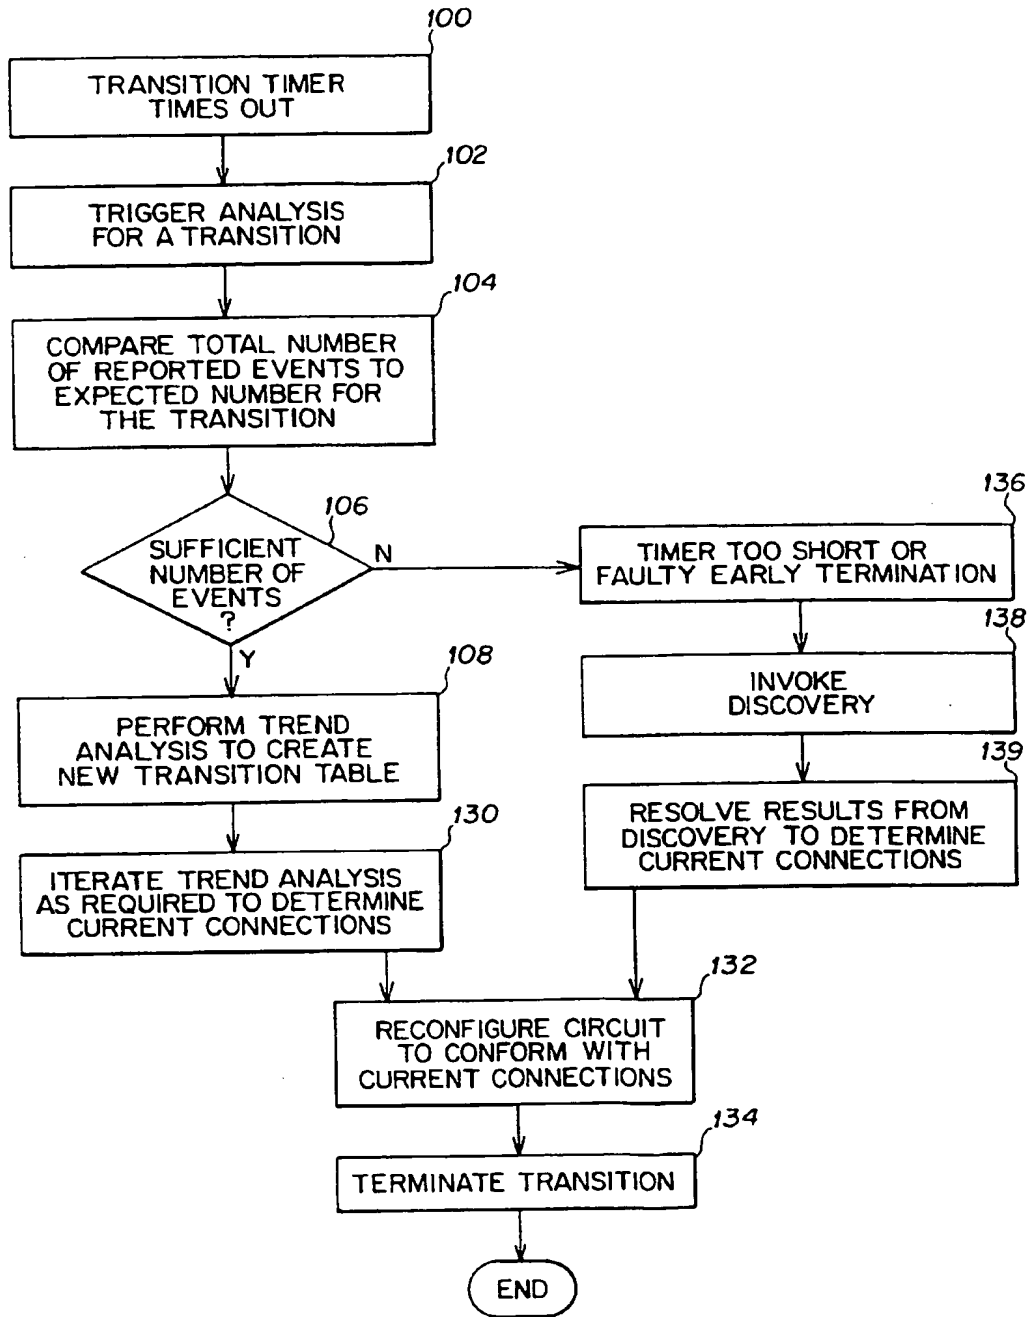 100
TRANSITION TIMER
TIMES OUT
102
TRIGGER ANALYSIS
FOR A TRANSITION
104
COMPARE TOTAL NUMBER
OF REPORTED EVENTS TO
EXPECTED NUMBER FOR
THE TRANSITION
106
SUFFICIENT
NUMBER OF
EVENTS
?
N
Y
136
TIMER TOO SHORT OR
FAULTY EARLY TERMINATION
138
INVOKE
DISCOVERY
139
RESOLVE RESULTS FROM
DISCOVERY TO DETERMINE
CURRENT CONNECTIONS
108
PERFORM TREND
ANALYSIS TO CREATE
NEW TRANSITION TABLE
130
ITERATE TREND ANALYSIS
AS REQUIRED TO DETERMINE
CURRENT CONNECTIONS
132
RECONFIGURE CIRCUIT
TO CONFORM WITH
CURRENT CONNECTIONS
134
TERMINATE TRANSITION
END